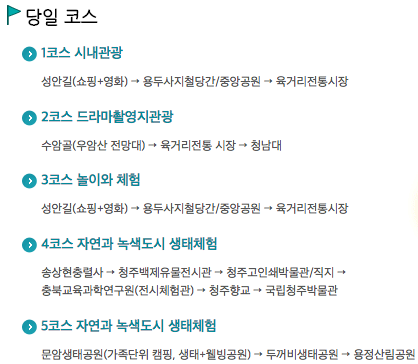 당일 코스
1코스 시내관광
성안길(쇼핑+영화) → 용두사지철당간/중앙공원 → 육거리전통시장
2코스 드라마촬영지관광
수암골(우암산 전망대) → 육거리전통 시장 → 청남대
3코스 놀이와 체험
성안길(쇼핑+영화) → 용두사지철당간/중앙공원 → 육거리전통시장
4코스 자연과 녹색도시 생태체험
송상현충렬사 → 청주백제유물전시관 → 청주고인쇄박물관/직지 →
충북교육과학연구원(전시체험관) → 청주향교 → 국립청주박물관
5코스 자연과 녹색도시 생태체험
문암생태공원(가족단위 캠핑, 생태+웰빙공원) → 두꺼비생태공원 → 용정산림공원